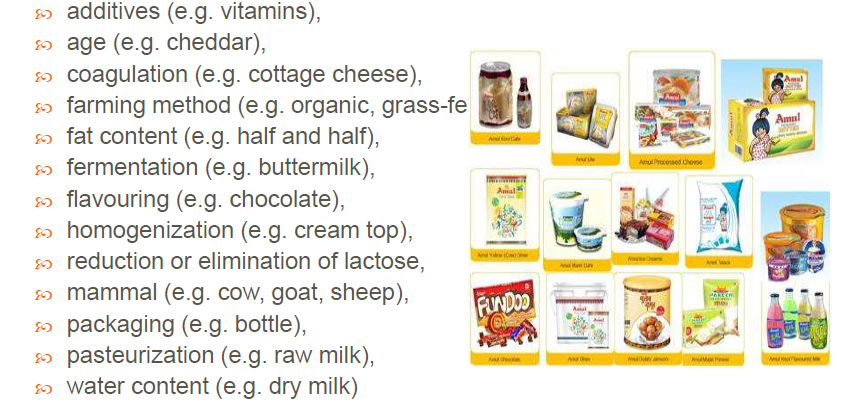 additives (e.g. vitamins),
age (e.g. cheddar),
coagulation (e.g. cottage cheese),
farming method (e.g. organic, grass-fe
fat content (e.g. half and half),
fermentation (e.g. buttermilk),
flavouring (e.g. chocolate),
homogenization (e.g. cream top),
reduction or elimination of lactose,
mammal (e.g. cow, goat, sheep),
packaging (e.g. bottle),
pasteurization (e.g. raw milk),
water content (e.g. dry milk)
Amul Kool Cafe
Amul Lite
Amul Processed Cheese
Amul
Amul
Amul
Amul Yellow (Cow) Ghee
Amul Masti Dahi
Amul Ice Creams
Amul Taaza
FUNDOO
Amul Chocolate
Amul
Amul Ghee
Amul Gulab Jamoon
Amul Malai Paneer
Amul Kool Flavoured Milk